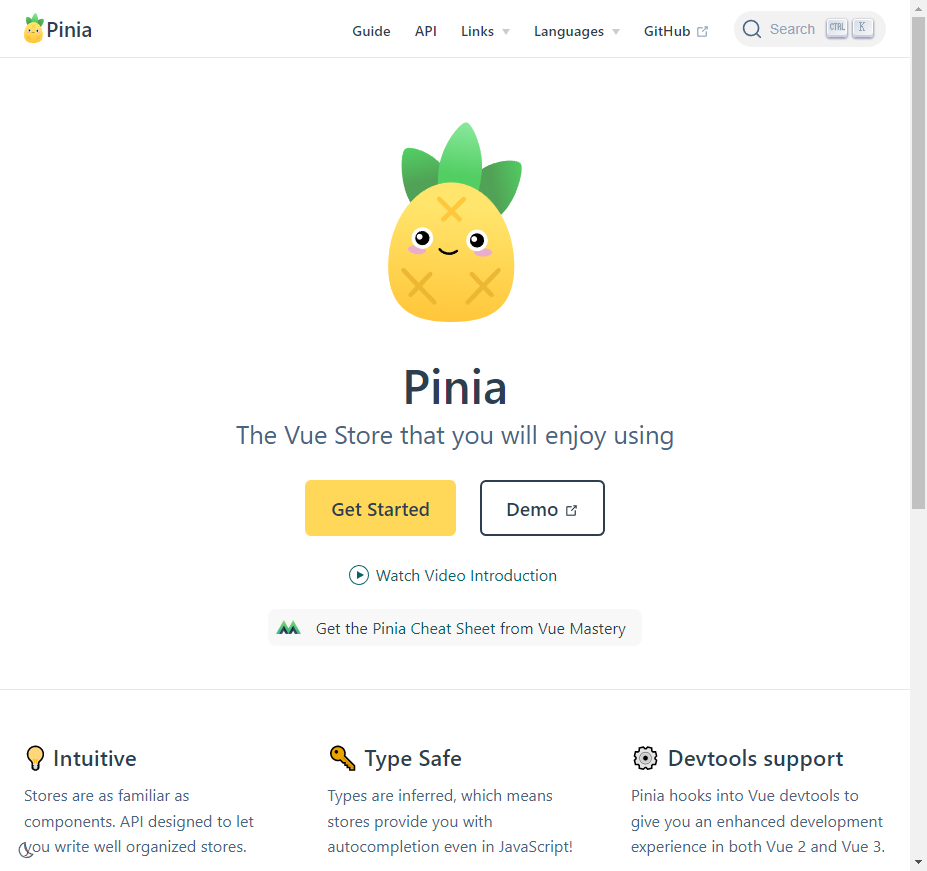 Pinia
Guide API Links Languages GitHub Search CTRL K
Pinia
The Vue Store that you will enjoy using
Get Started Demo
Watch Video Introduction
Get the Pinia Cheat Sheet from Vue Mastery
Intuitive
Stores are as familiar as
components. API designed to let
you write well organized stores.
Type Safe
Types are inferred, which means
stores provide you with
autocompletion even in JavaScript!
Devtools support
Pinia hooks into Vue devtools to
give you an enhanced development
experience in both Vue 2 and Vue 3.